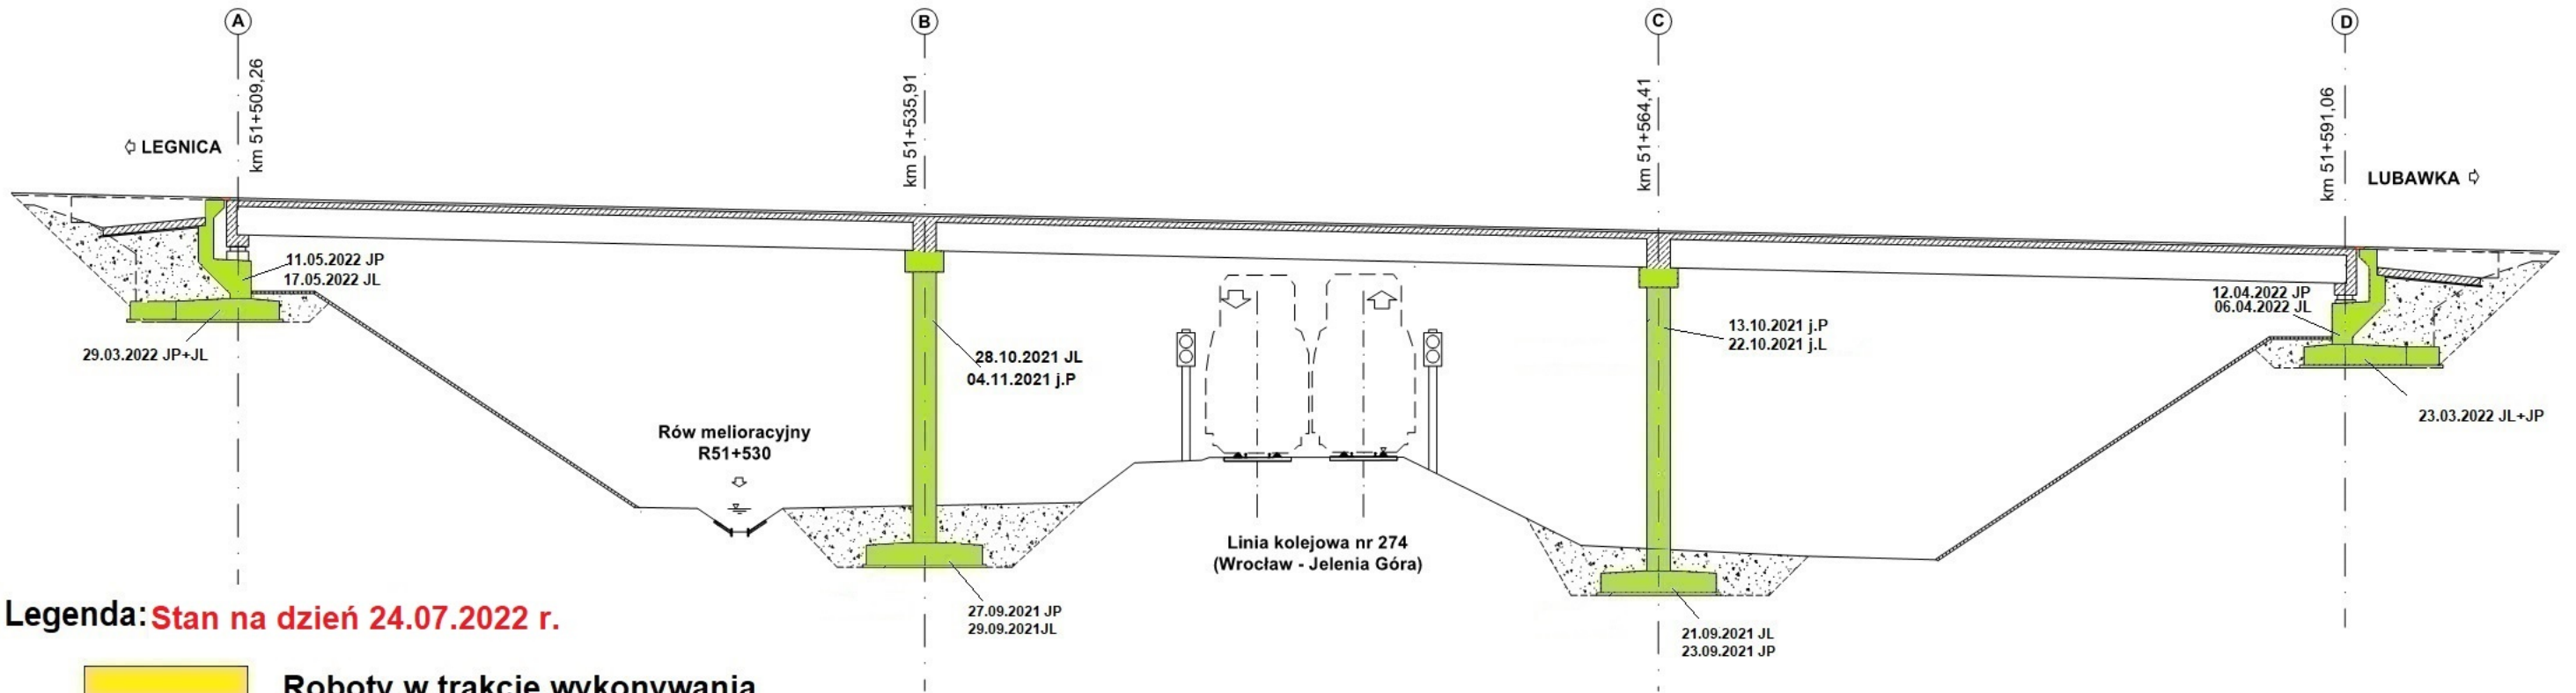 A
B
C
D
km 51+509,26
km 51+535,91
km 51+564,41
km 51+591,06
⇦ LEGNICA
LUBAWKA ⇨
11.05.2022 JP
17.05.2022 JL
29.03.2022 JP+JL
28.10.2021 JL
04.11.2021 j.P
13.10.2021 j.P
22.10.2021 j.L
12.04.2022 JP
06.04.2022 JL
23.03.2022 JL+JP
Rów melioracyjny
R51+530
Linia kolejowa nr 274
(Wrocław - Jelenia Góra)
27.09.2021 JP
29.09.2021JL
21.09.2021 JL
23.09.2021 JP
Legenda: Stan na dzień 24.07.2022 r.
Roboty w trakcie wykonywania